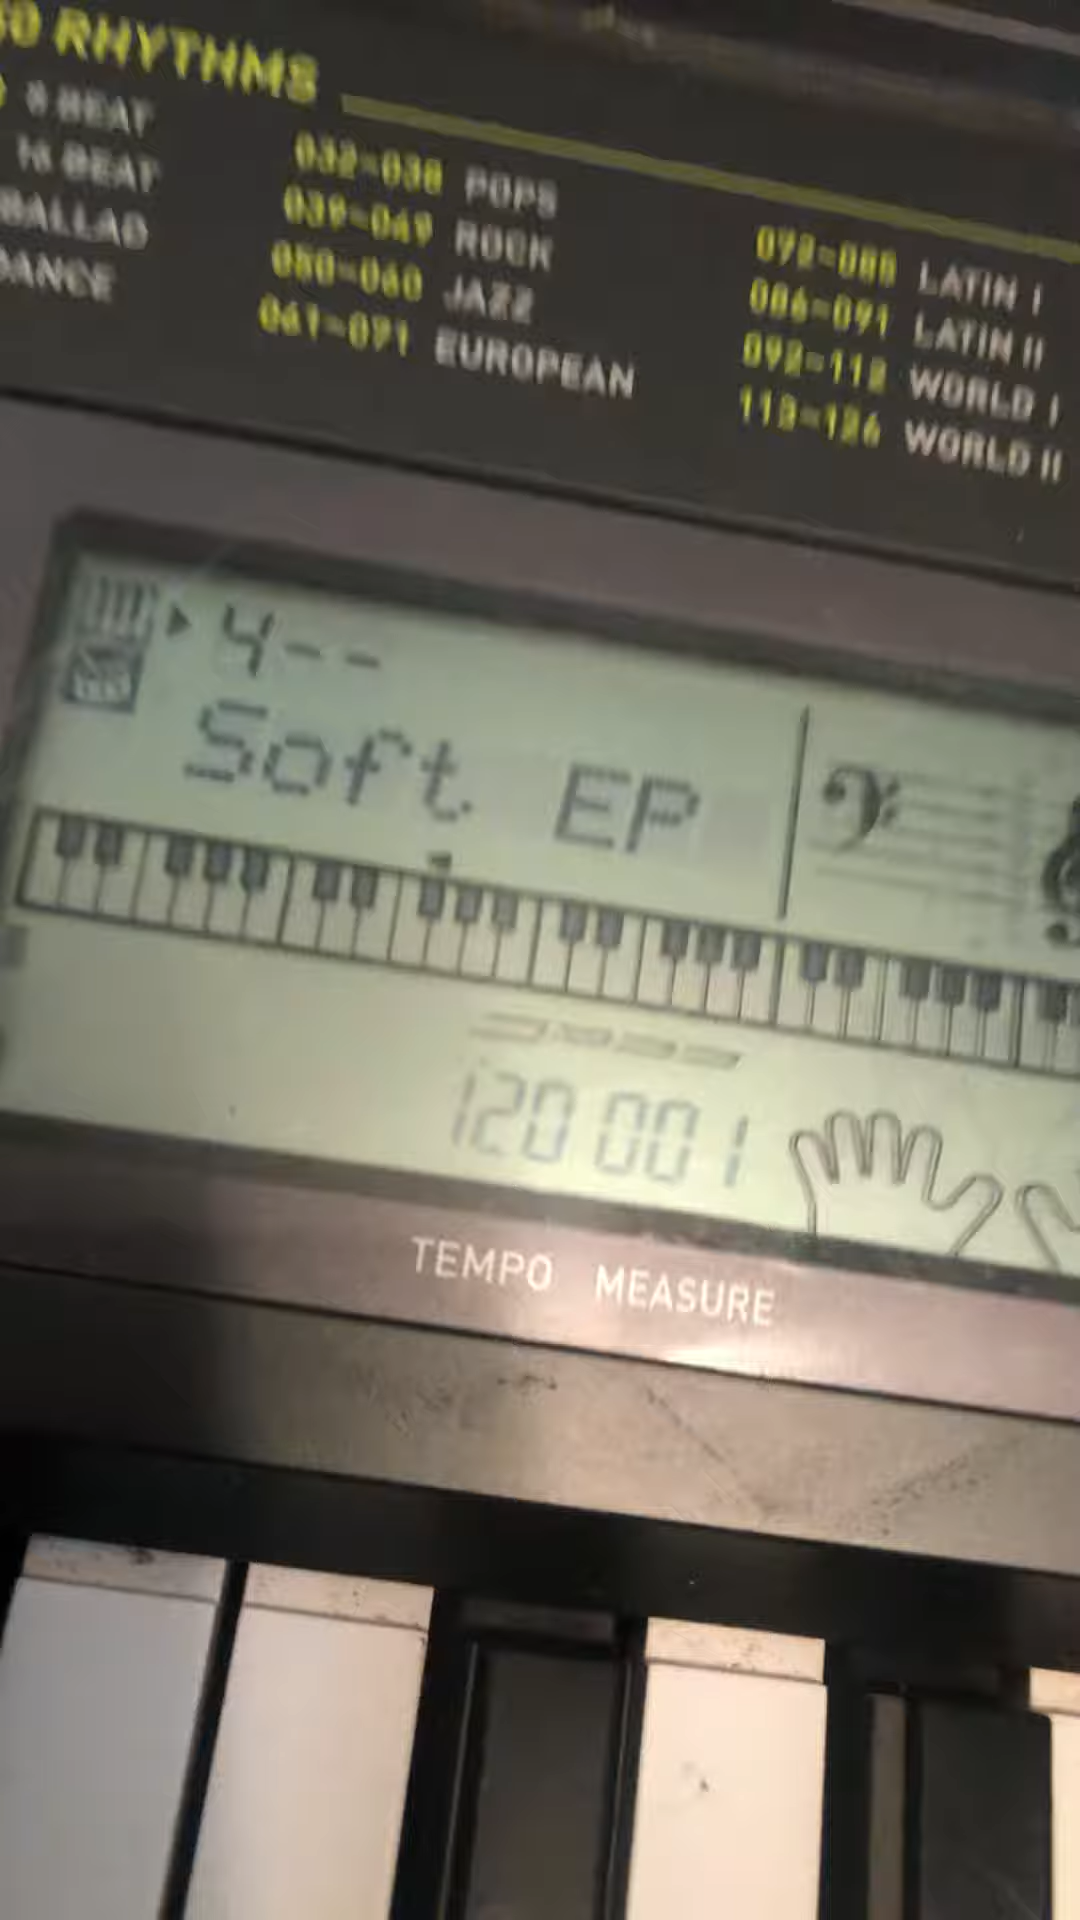 RHYTHMS
8 BEAT
16 BEAT
BALLAD
DANCE
032-038 POPS
039-049 ROCK
050-060 JAZZ
061-071 EUROPEAN
072-085 LATIN I
086-091 LATIN II
092-112 WORLD I
113-126 WORLD II
4--
Soft EP
120 001
TEMPO MEASURE